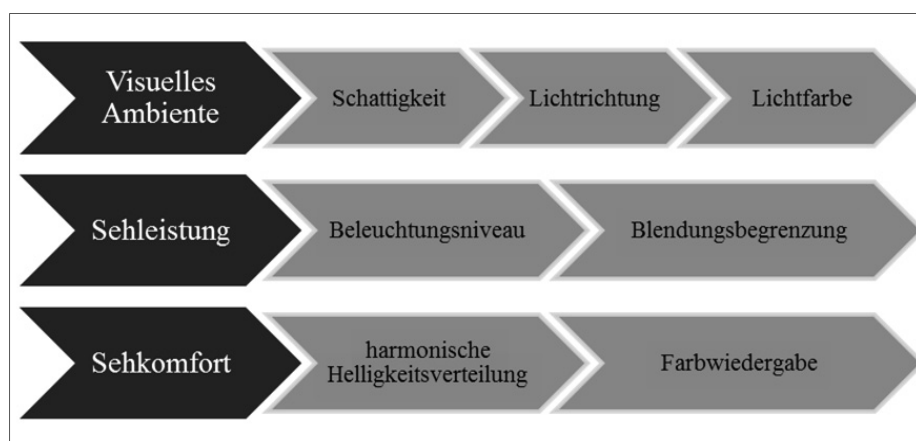 Visuelles
Ambiente
Schattigkeit
Lichtrichtung
Lichtfarbe
Sehleistung
Beleuchtungsniveau
Blendungsbegrenzung
Sehkomfort
harmonische
Helligkeitsverteilung
Farbwiedergabe